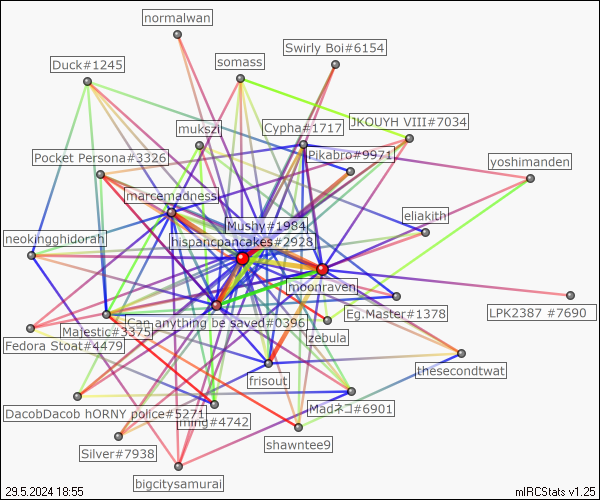 normalwan
Swirly Boi#6154
Duck#1245
somass
mukszi
Cypha#1717
JKOUYH VIII#7034
Pocket Persona#3326
Pikabro#9971
yoshimanden
marcemadness
eliakith
Mushy#1984
neokingghidorah
hispancpancakes#2928
moonraven
Majestic#3375
Can anything be saved#0396
Eg.Master#1378
LPK2387 #7690
Fedora Stoat#4479
zebula
thesecondtwat
frisout
DacobDacob hORNY police#5271
ming#4742
Madネコ#6901
Silver#7938
shawntee9
bigcitysamurai
29.5.2024 18:55
mIRCStats v1.25